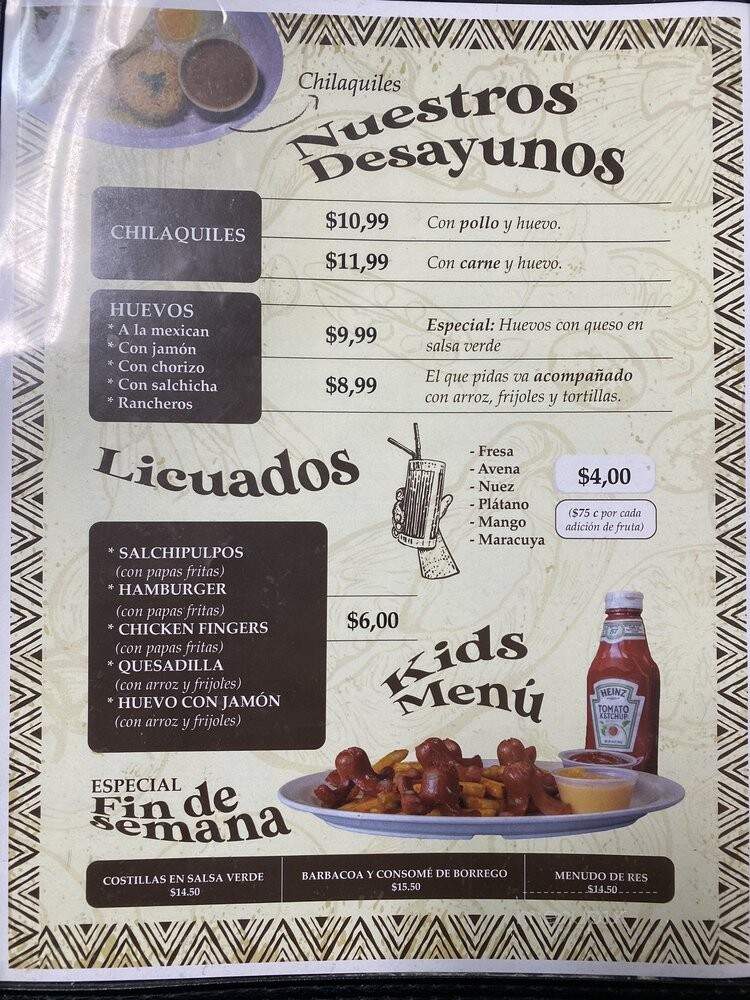 Chilaquiles
Nuestros
Desayunos
CHILAQUILES
$10,99 Con pollo y huevo.
$11,99 Con carne y huevo.
HUEVOS
* A la mexican
* Con jamón
* Con chorizo
* Con salchicha
* Rancheros
$9,99 Especial: Huevos con queso en
salsa verde
$8,99 El que pidas va acompañado
con arroz, frijoles y tortillas.
Licuados
- Fresa
- Avena
- Nuez
- Plátano
- Mango
- Maracuya
$4,00
($75 c por cada
adición de fruta)
* SALCHIPULPOS
(con papas fritas)
* HAMBURGER
(con papas fritas)
* CHICKEN FINGERS
(con papas fritas)
* QUESADILLA
(con arroz y frijoles)
* HUEVO CON JAMÓN
(con arroz y frijoles)
$6,00
Kids
Menú
HEINZ
TOMATO
KETCHUP
ESPECIAL
Fin de
semana
COSTILLAS EN SALSA VERDE
$14.50
BARBACOA Y CONSOMÉ DE BORREGO
$15.50
MENUDO DE RES
$14.50